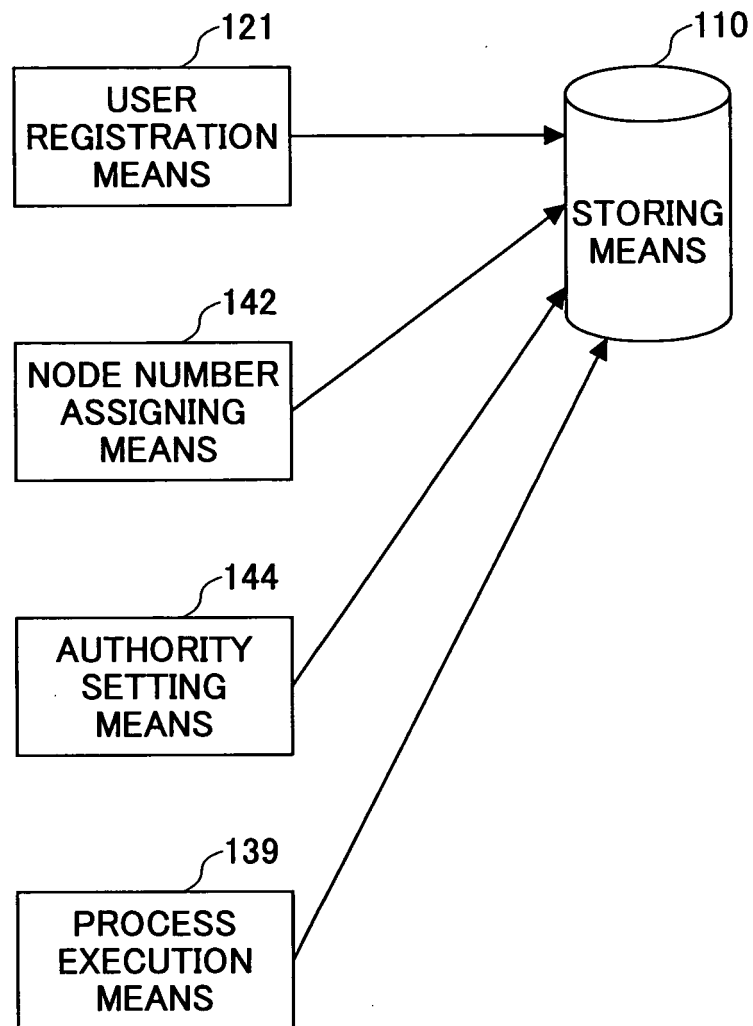 121
USER
REGISTRATION
MEANS
110
STORING
MEANS
142
NODE NUMBER
ASSIGNING
MEANS
144
AUTHORITY
SETTING
MEANS
139
PROCESS
EXECUTION
MEANS